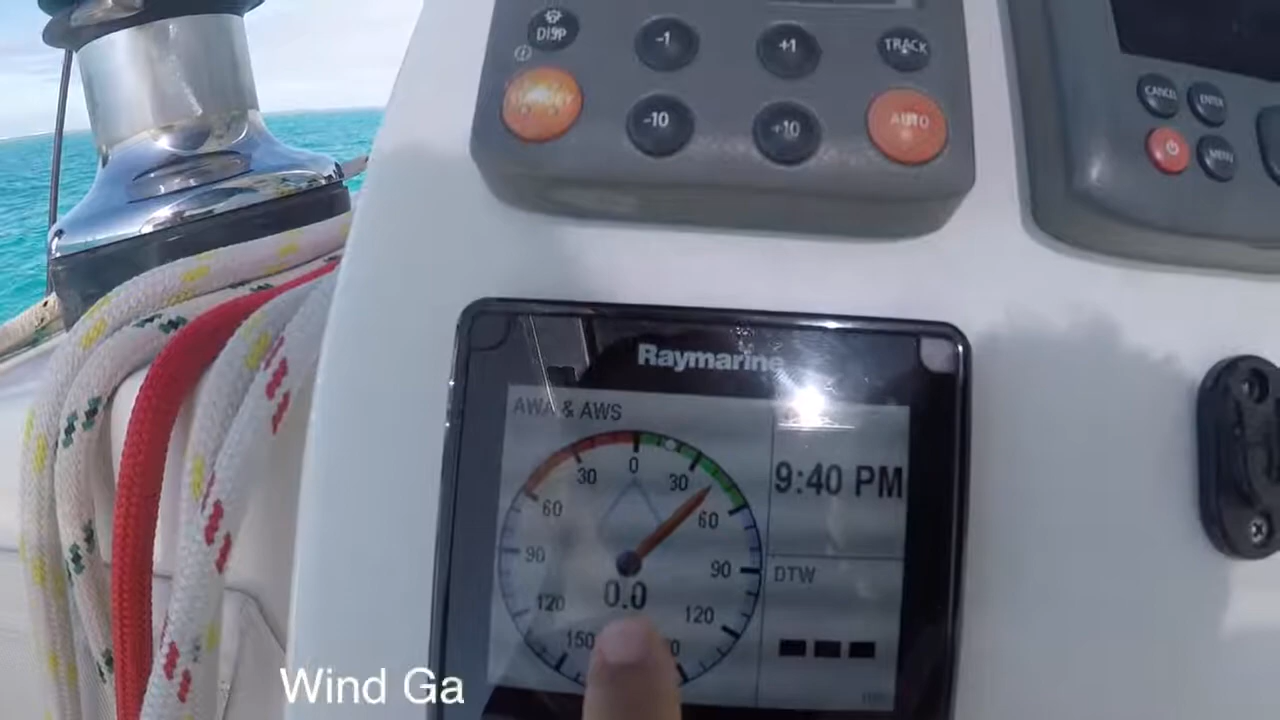 DISP
-1
+1
TRACK
-10
+10
AUTO
CANCEL
ENTER
MENU
Raymarine
AWA & AWS
0
30
30
60
60
90
90
120
120
150
0.0
9:40 PM
DTW
Wind Ga